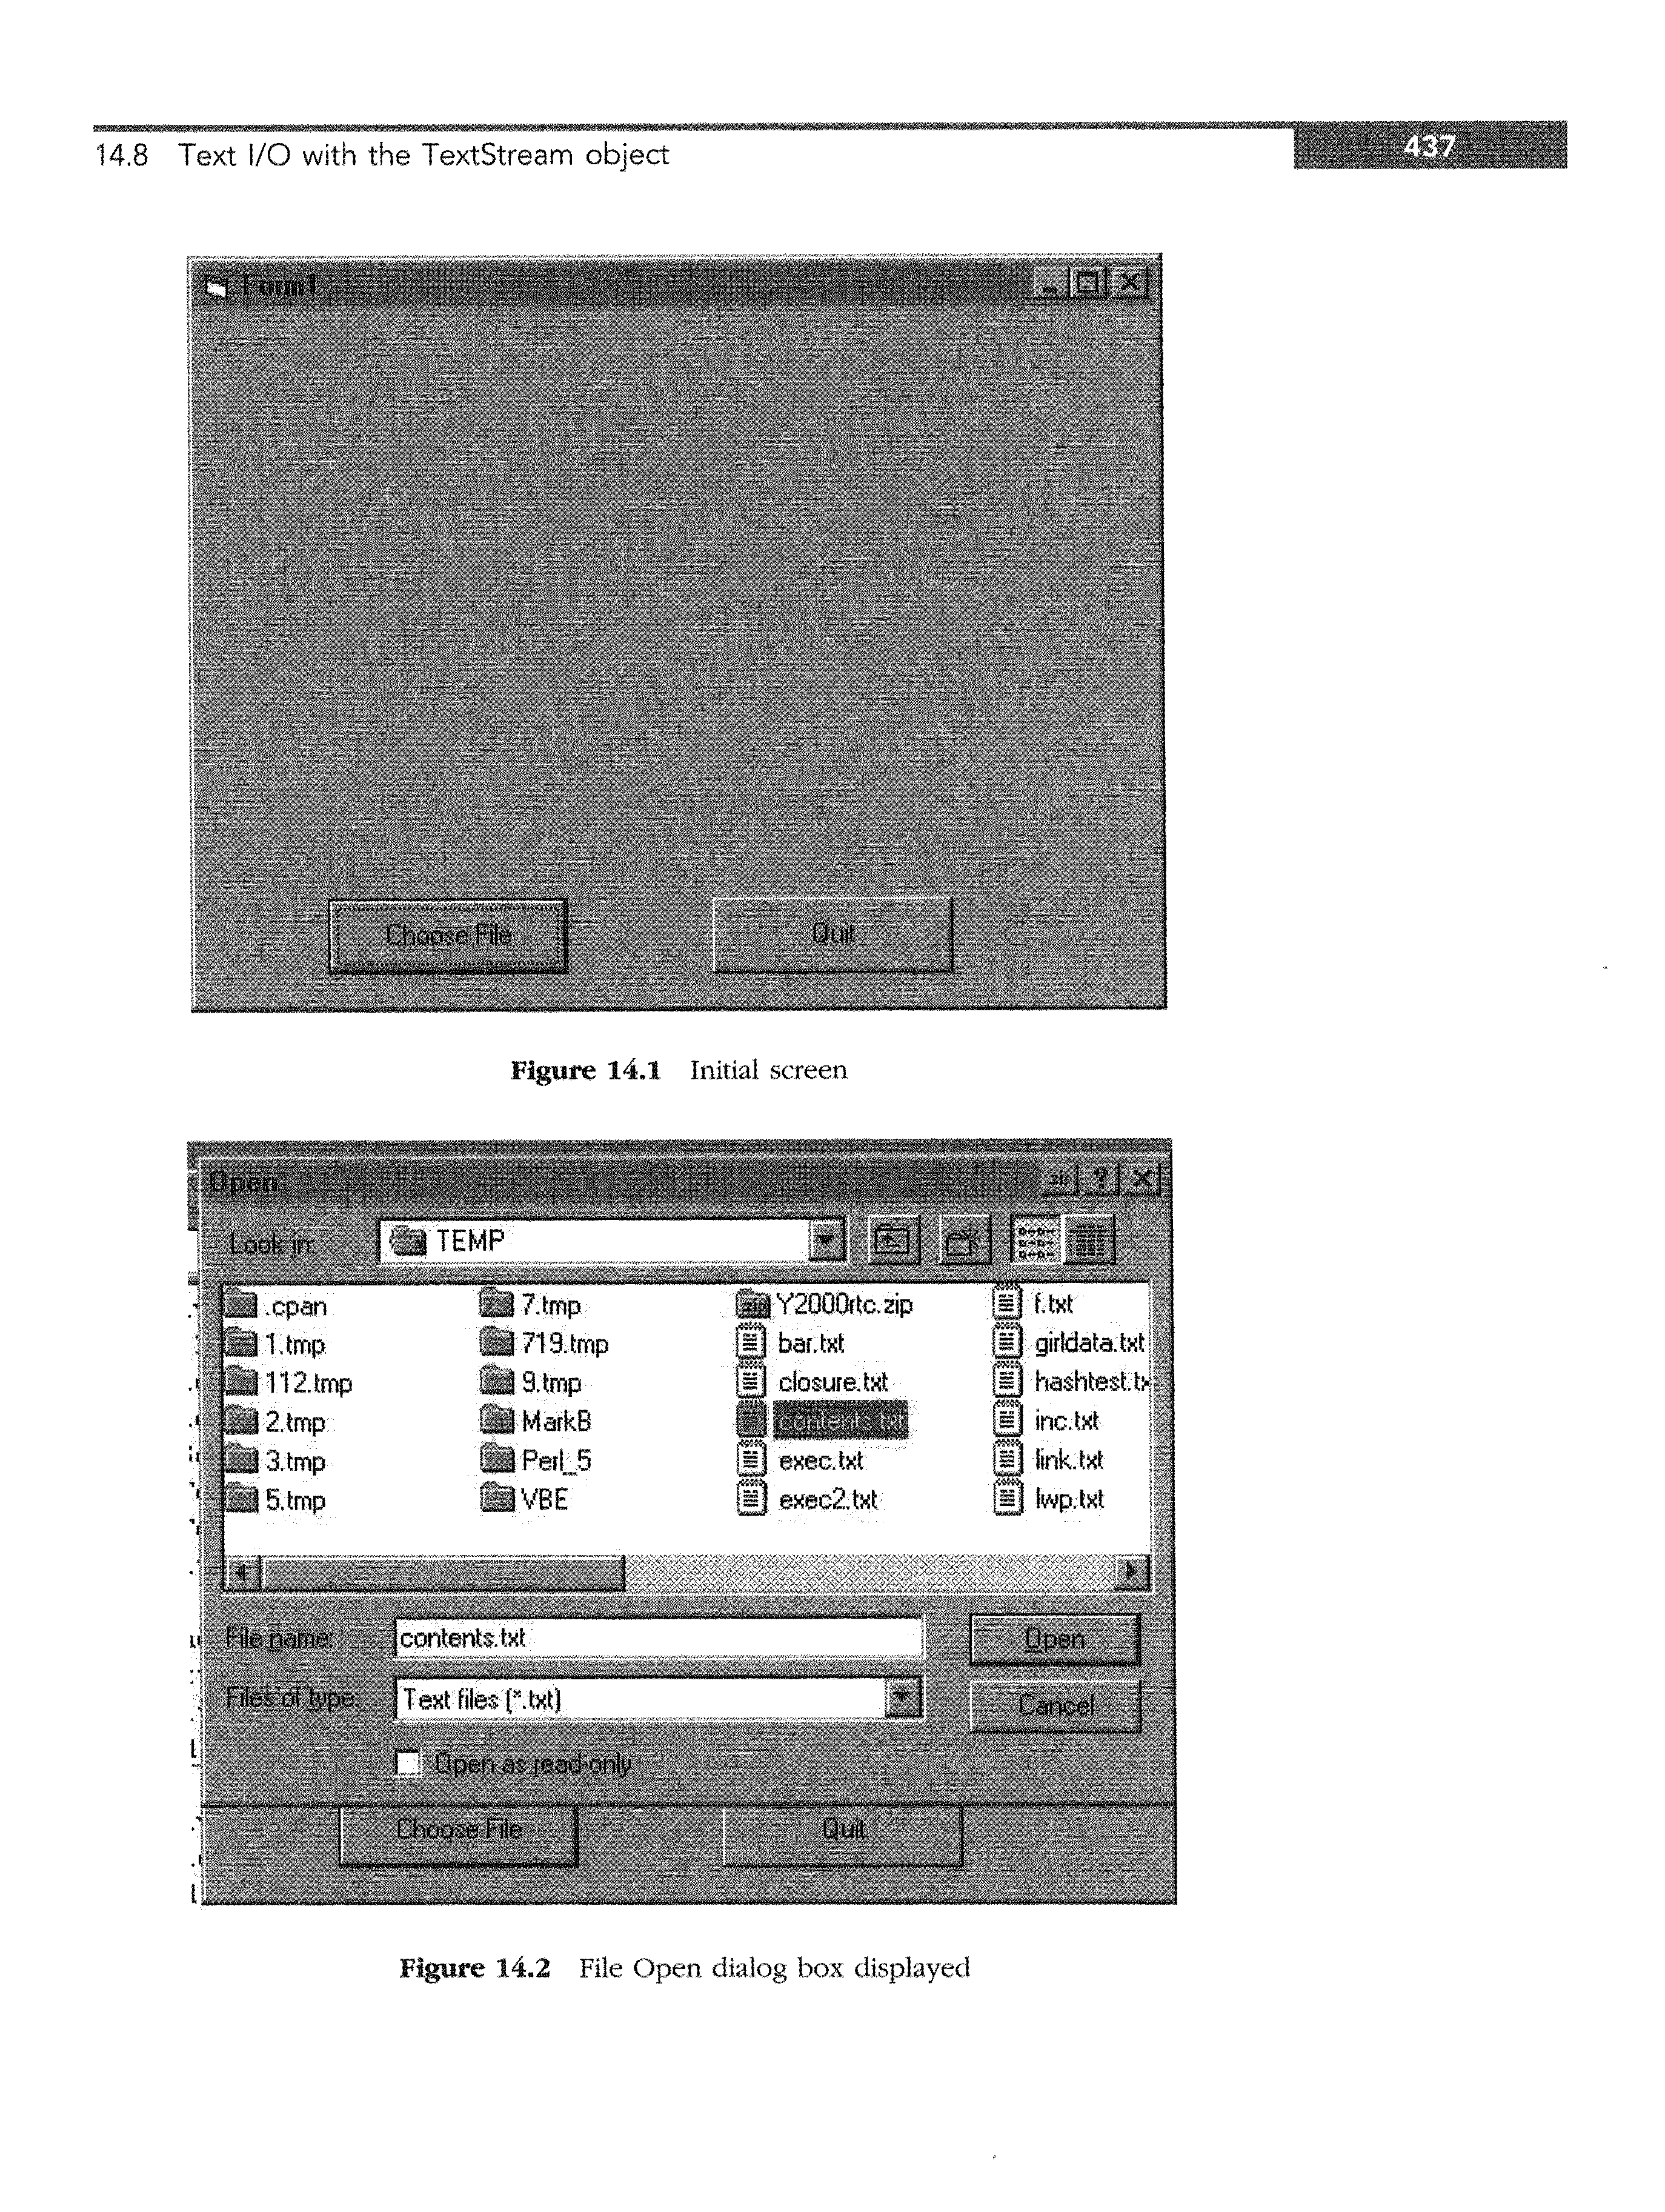 14.8 Text I/O with the TextStream object
437
Form1
Choose File
Quit
Figure 14.1 Initial screen
Open
Look in:
TEMP
.cpan
1.tmp
112.tmp
2.tmp
3.tmp
5.tmp
7.tmp
719.tmp
9.tmp
MarkB
Perl_5
VBE
Y2000rtc.zip
bar.txt
closure.txt
contents.txt
exec.txt
exec2.txt
f.txt
girldata.txt
hashtest.tx
inc.txt
link.txt
lwp.txt
File name:
contents.txt
Open
Files of type:
Text files (*.txt)
Cancel
Open as read-only
Choose File
Quit
Figure 14.2 File Open dialog box displayed